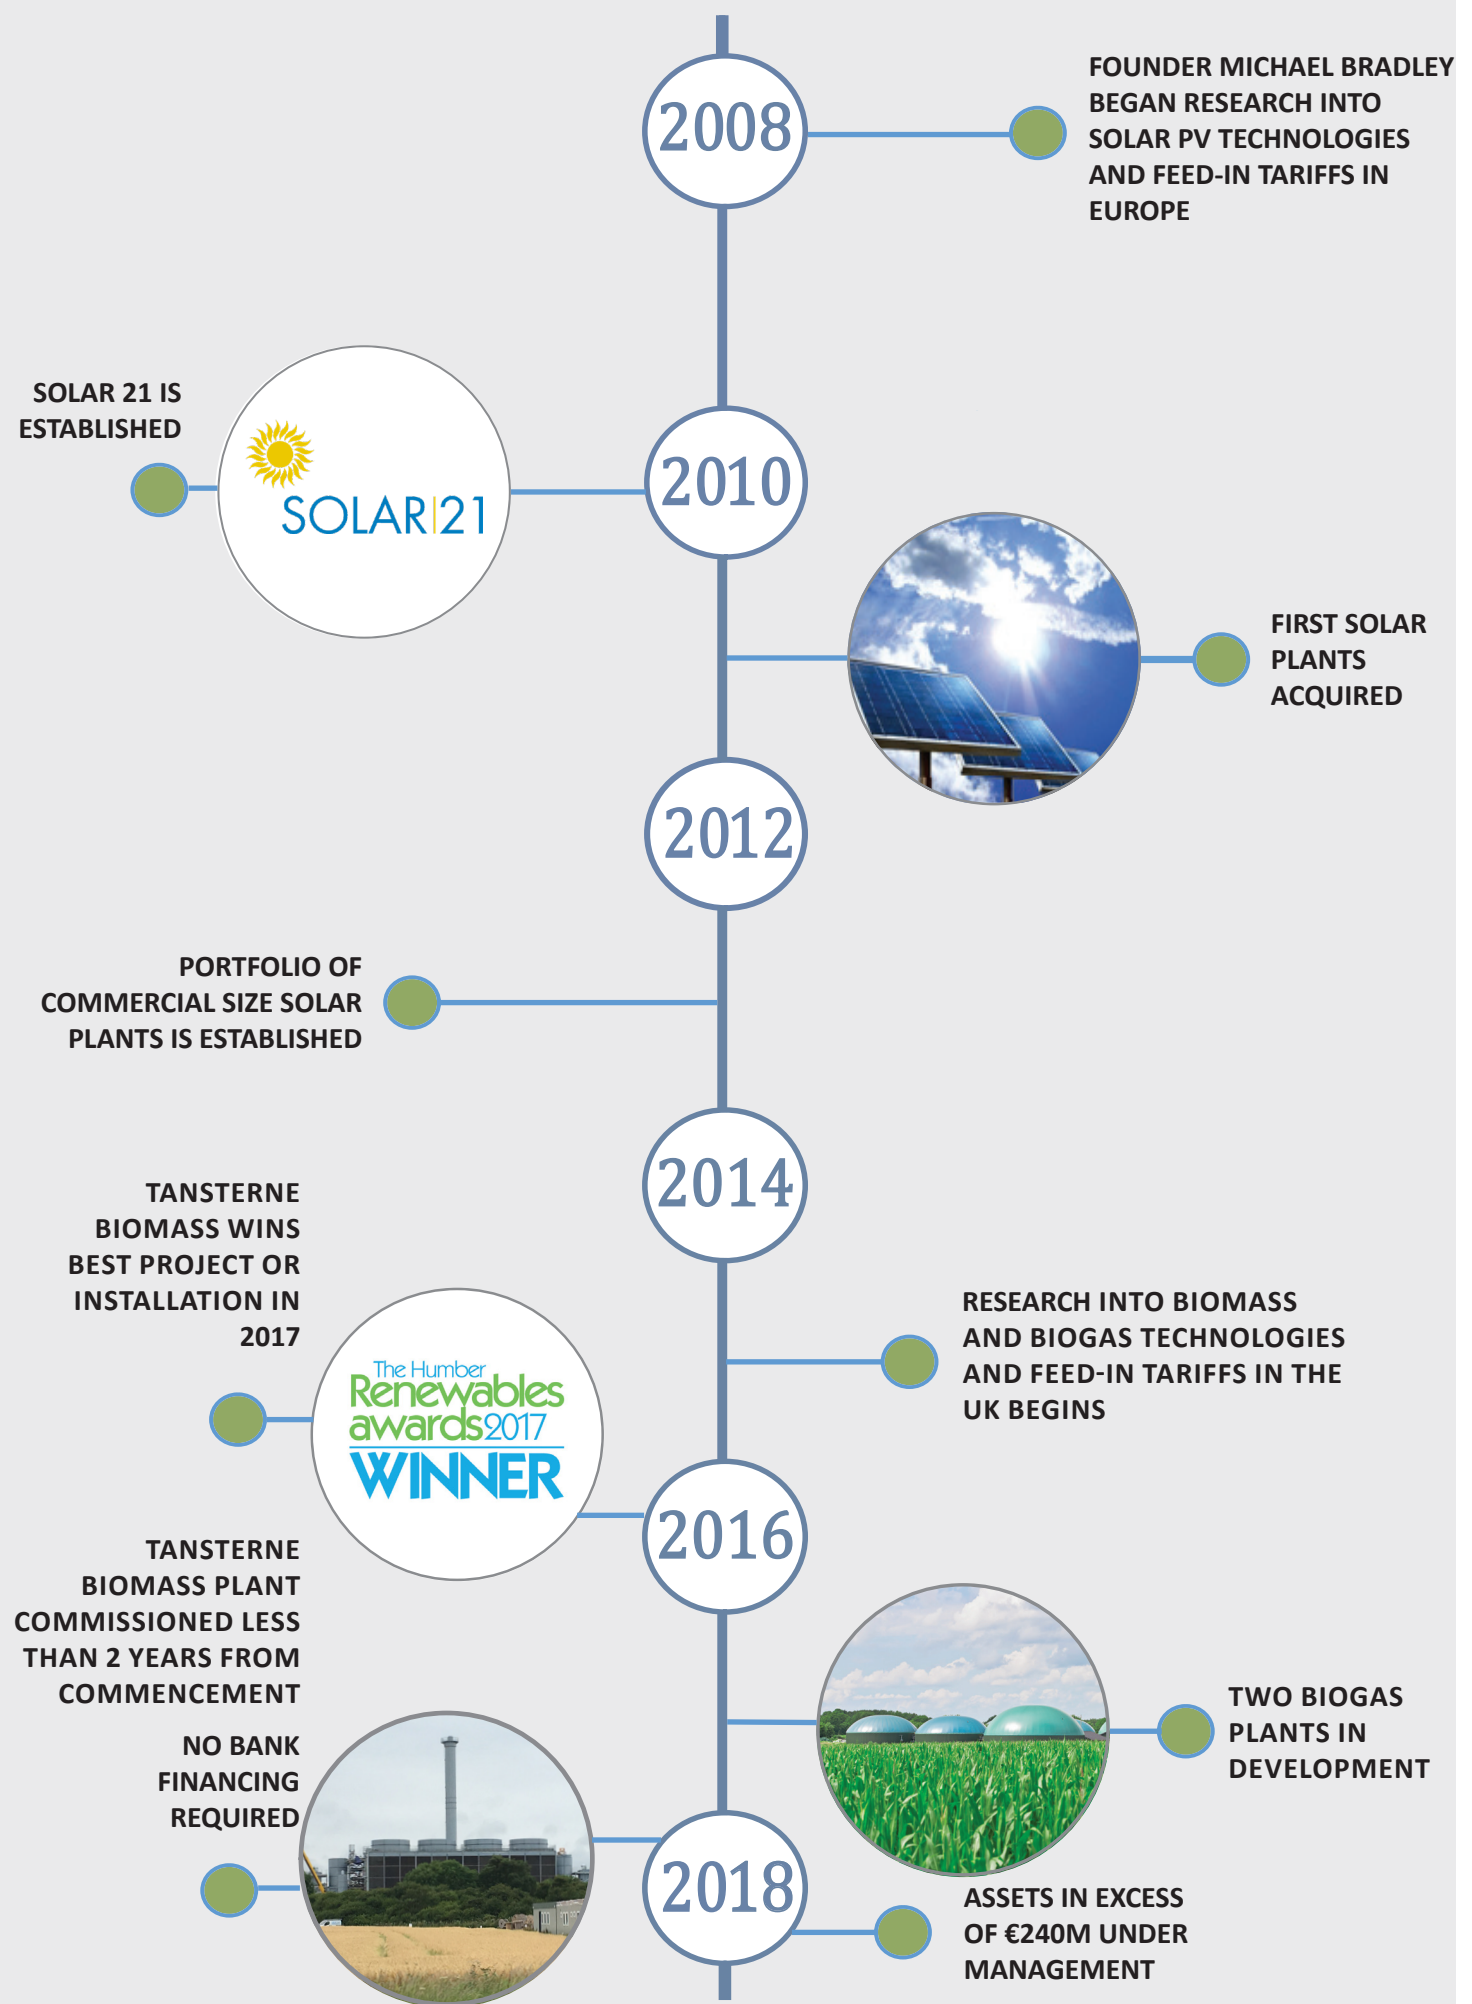 2008
FOUNDER MICHAEL BRADLEY
BEGAN RESEARCH INTO
SOLAR PV TECHNOLOGIES
AND FEED-IN TARIFFS IN
EUROPE
SOLAR 21 IS
ESTABLISHED
SOLAR|21
2010
FIRST SOLAR
PLANTS
ACQUIRED
2012
PORTFOLIO OF
COMMERCIAL SIZE SOLAR
PLANTS IS ESTABLISHED
2014
TANSTERNE
BIOMASS WINS
BEST PROJECT OR
INSTALLATION IN
2017
The Humber
Renewables
awards2017
WINNER
RESEARCH INTO BIOMASS
AND BIOGAS TECHNOLOGIES
AND FEED-IN TARIFFS IN THE
UK BEGINS
2016
TANSTERNE
BIOMASS PLANT
COMMISSIONED LESS
THAN 2 YEARS FROM
COMMENCEMENT
NO BANK
FINANCING
REQUIRED
TWO BIOGAS
PLANTS IN
DEVELOPMENT
2018
ASSETS IN EXCESS
OF €240M UNDER
MANAGEMENT